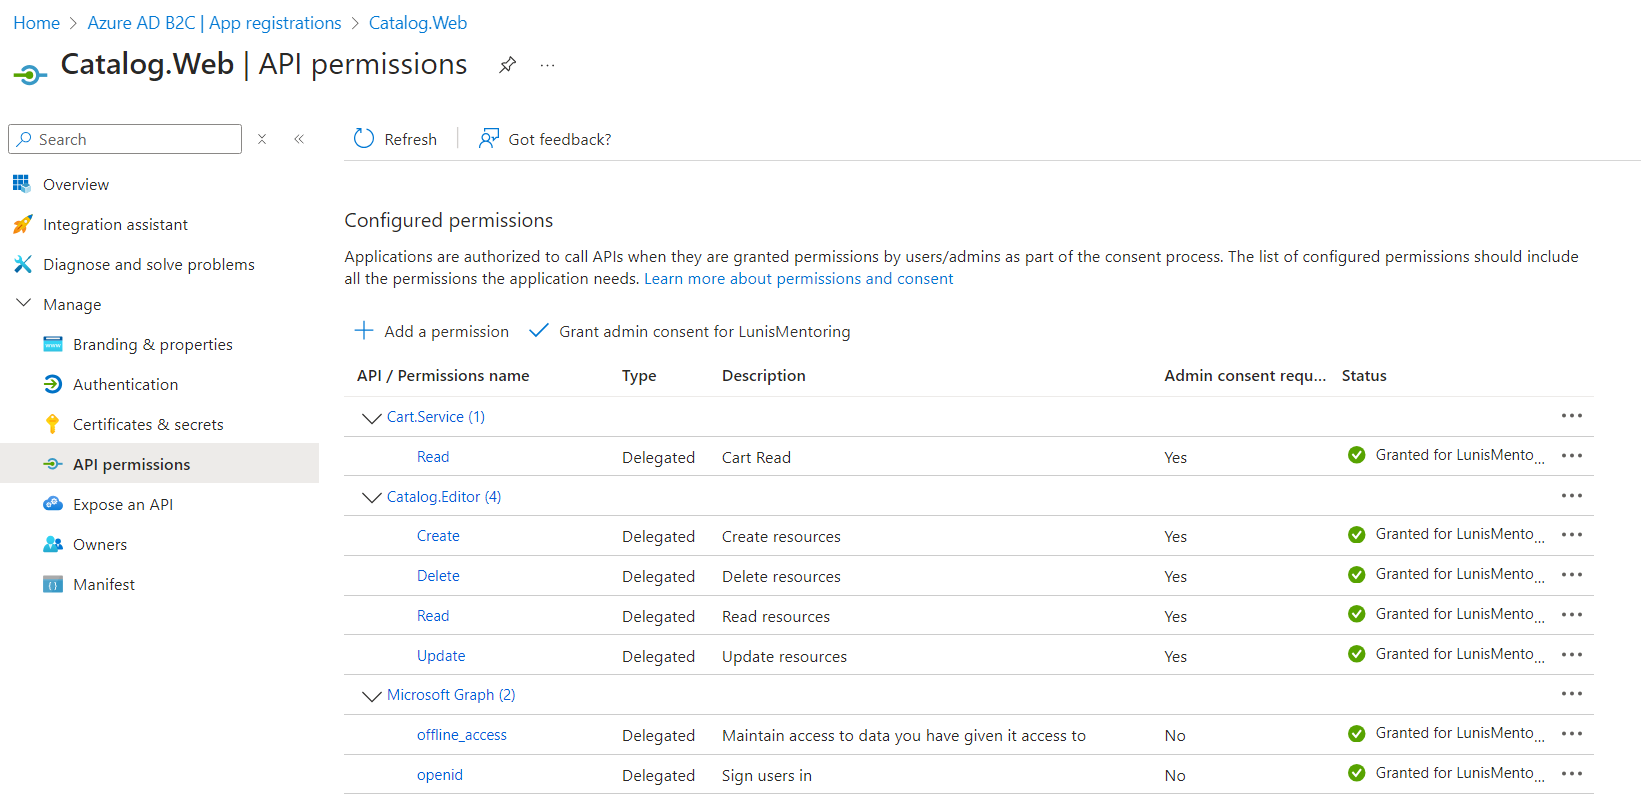 Home > Azure AD B2C | App registrations > Catalog.Web
Catalog.Web | API permissions ...
Search
Refresh | Got feedback?
Overview
Integration assistant
Diagnose and solve problems
Manage
Branding & properties
Authentication
Certificates & secrets
API permissions
Expose an API
Owners
Manifest
Configured permissions
Applications are authorized to call APIs when they are granted permissions by users/admins as part of the consent process. The list of configured permissions should include
all the permissions the application needs. Learn more about permissions and consent
Add a permission Grant admin consent for LunisMentoring
API / Permissions name Type Description Admin consent requ... Status
Cart.Service (1) ...
Read Delegated Cart Read Yes Granted for LunisMento... ...
Catalog.Editor (4) ...
Create Delegated Create resources Yes Granted for LunisMento... ...
Delete Delegated Delete resources Yes Granted for LunisMento... ...
Read Delegated Read resources Yes Granted for LunisMento... ...
Update Delegated Update resources Yes Granted for LunisMento... ...
Microsoft Graph (2) ...
offline_access Delegated Maintain access to data you have given it access to No Granted for LunisMento... ...
openid Delegated Sign users in No Granted for LunisMento... ...